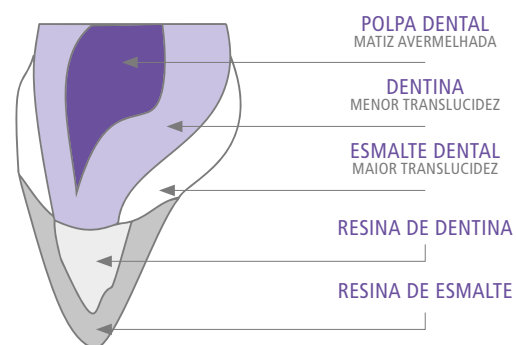 POLPA DENTAL
MATIZ AVERMELHADA
DENTINA
MENOR TRANSLUCIDEZ
ESMALTE DENTAL
MAIOR TRANSLUCIDEZ
RESINA DE DENTINA
RESINA DE ESMALTE